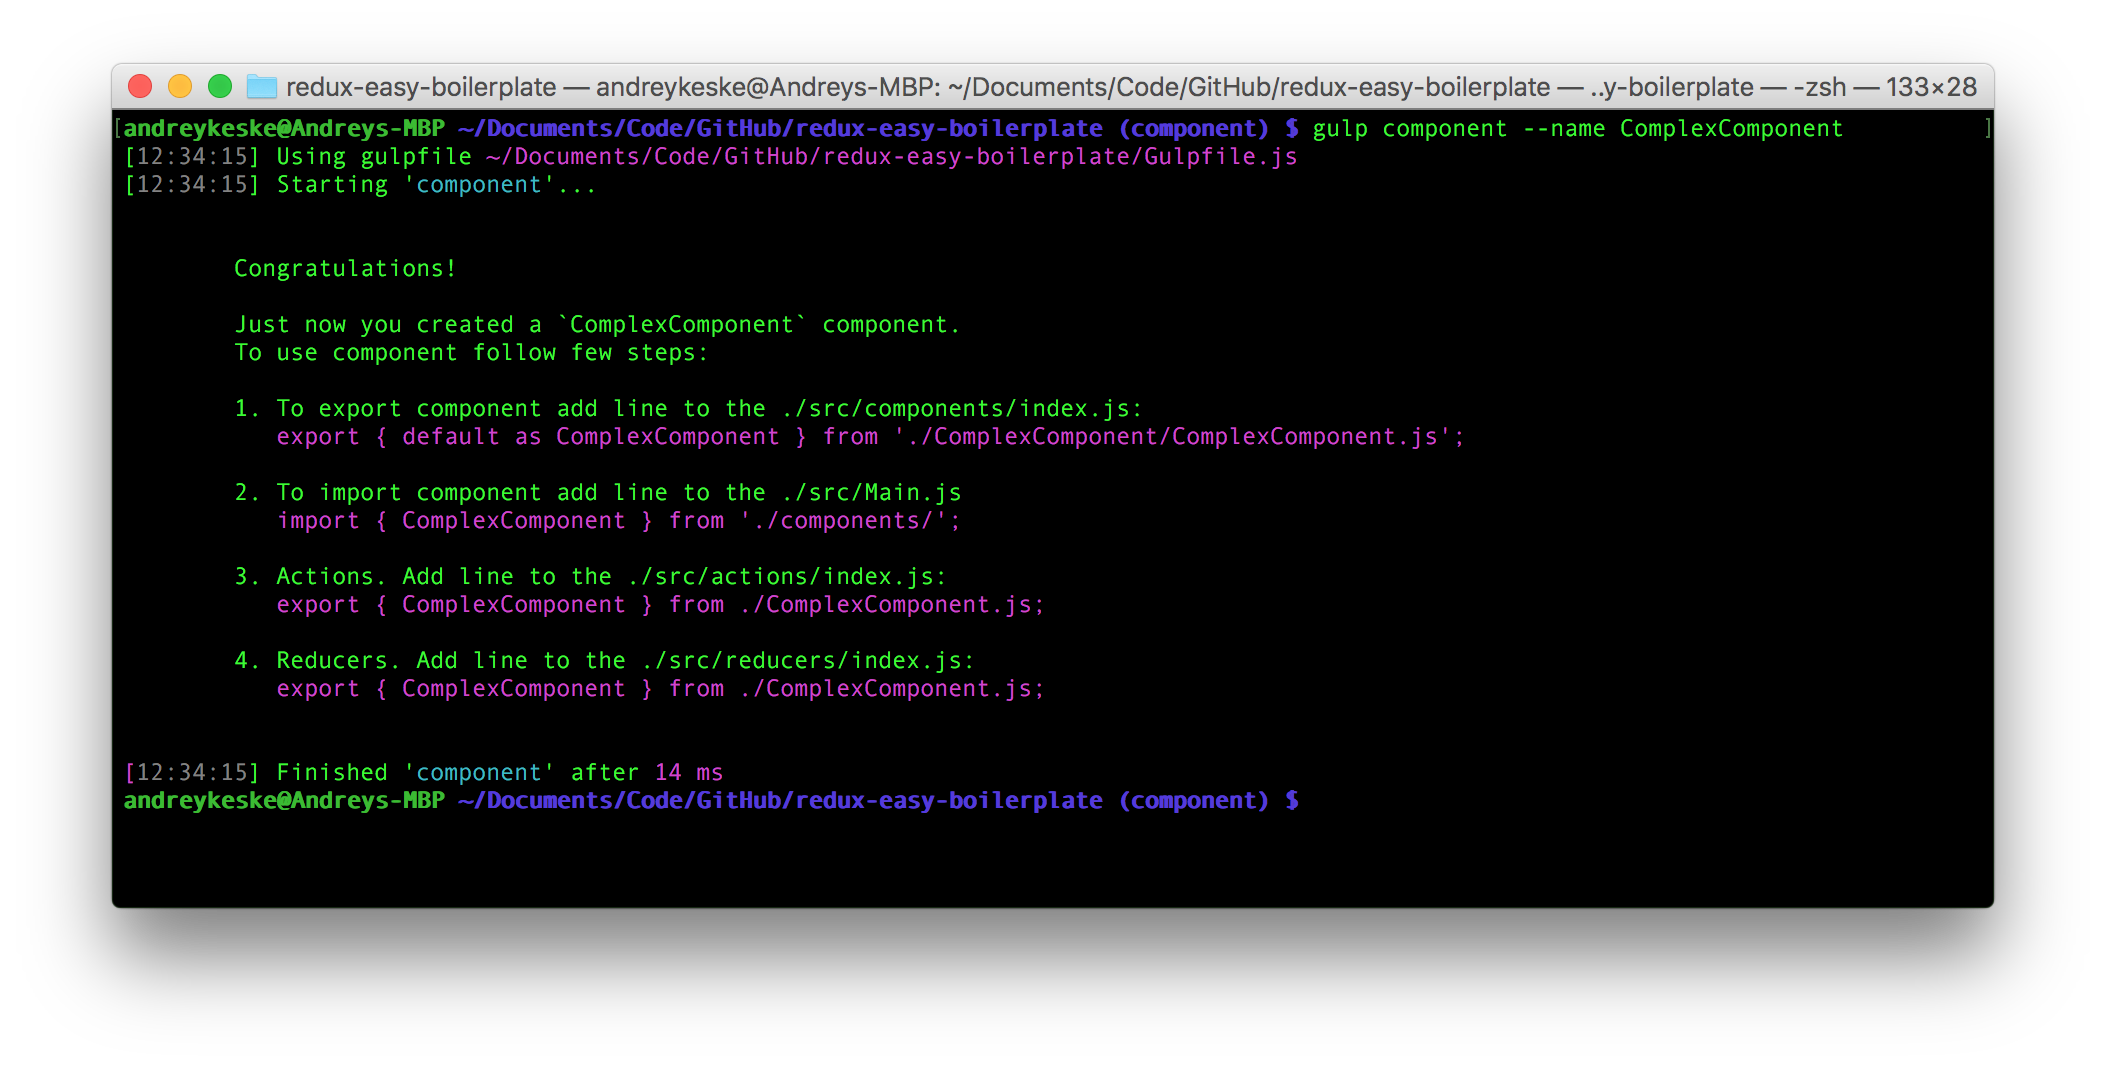 redux-easy-boilerplate — andreykeske@Andreys-MBP: ~/Documents/Code/GitHub/redux-easy-boilerplate — ..y-boilerplate — -zsh — 133×28
[andreykeske@Andreys-MBP ~/Documents/Code/GitHub/redux-easy-boilerplate (component) $ gulp component --name ComplexComponent ]
[12:34:15] Using gulpfile ~/Documents/Code/GitHub/redux-easy-boilerplate/Gulpfile.js
[12:34:15] Starting 'component'...
Congratulations!
Just now you created a `ComplexComponent` component.
To use component follow few steps:
1. To export component add line to the ./src/components/index.js:
export { default as ComplexComponent } from './ComplexComponent/ComplexComponent.js';
2. To import component add line to the ./src/Main.js
import { ComplexComponent } from './components/';
3. Actions. Add line to the ./src/actions/index.js:
export { ComplexComponent } from ./ComplexComponent.js;
4. Reducers. Add line to the ./src/reducers/index.js:
export { ComplexComponent } from ./ComplexComponent.js;
[12:34:15] Finished 'component' after 14 ms
andreykeske@Andreys-MBP ~/Documents/Code/GitHub/redux-easy-boilerplate (component) $